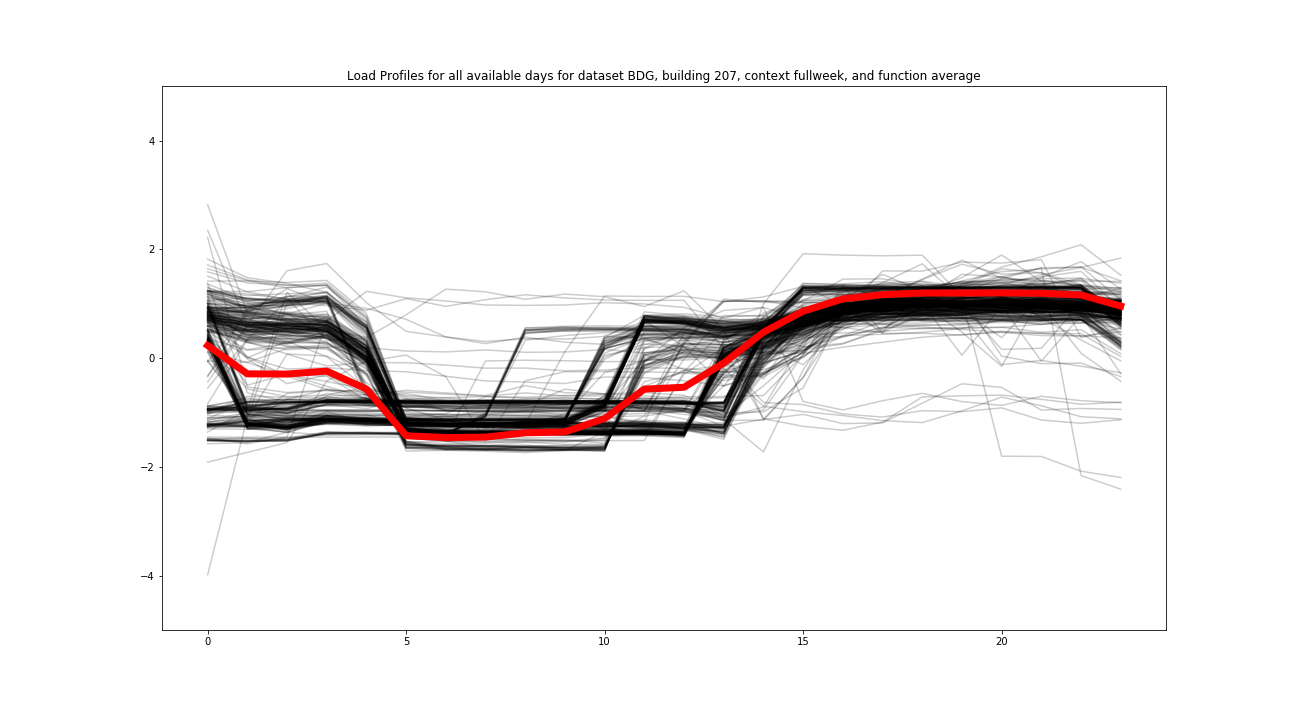 Load Profiles for all available days for dataset BDG, building 207, context fullweek, and function average
4
2
0
−2
−4
0 5 10 15 20